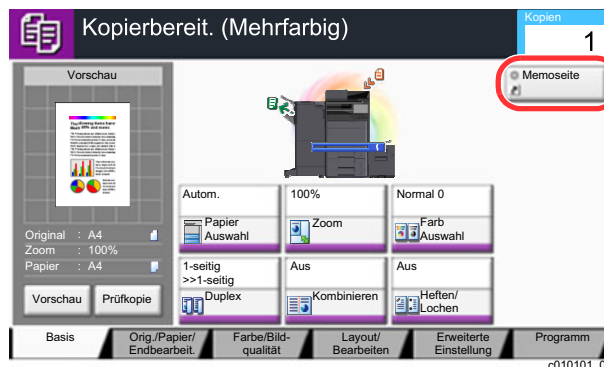 Kopierbereit. (Mehrfarbig)
Kopien
1
Vorschau
Memoseite
Original : A4
Zoom : 100%
Papier : A4
Vorschau
Prüfkopie
Autom.
Papier
Auswahl
100%
Zoom
Normal 0
Farb
Auswahl
1-seitig
>>1-seitig
Duplex
Aus
Kombinieren
Aus
Heften/
Lochen
Basis
Orig./Papier/
Endbearbeit.
Farbe/Bild-
qualität
Layout/
Bearbeiten
Erweiterte
Einstellung
Programm